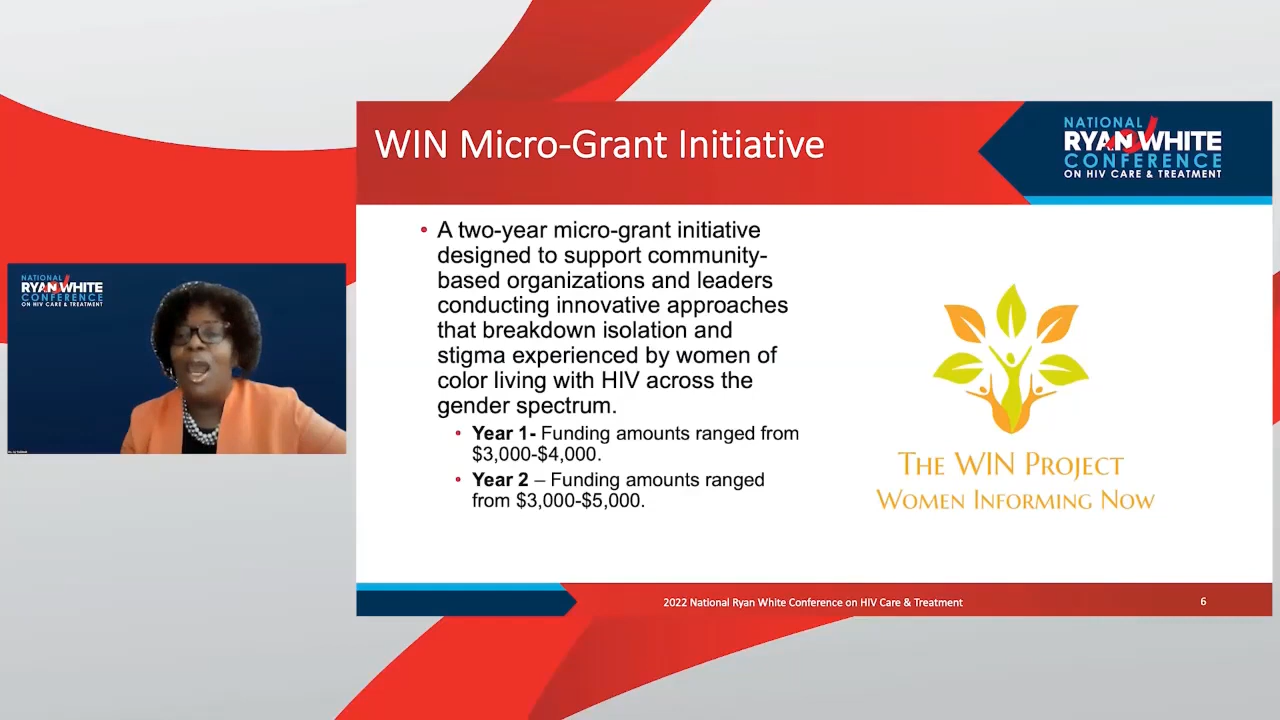 WIN Micro-Grant Initiative
NATIONAL
RYAN WHITE
CONFERENCE
ON HIV CARE & TREATMENT
• A two-year micro-grant initiative
designed to support community-
based organizations and leaders
conducting innovative approaches
that breakdown isolation and
stigma experienced by women of
color living with HIV across the
gender spectrum.
• Year 1- Funding amounts ranged from
$3,000-$4,000.
• Year 2 – Funding amounts ranged
from $3,000-$5,000.
THE WIN PROJECT
WOMEN INFORMING NOW
NATIONAL
RYAN WHITE
CONFERENCE
ON HIV CARE & TREATMENT
2022 National Ryan White Conference on HIV Care & Treatment
6